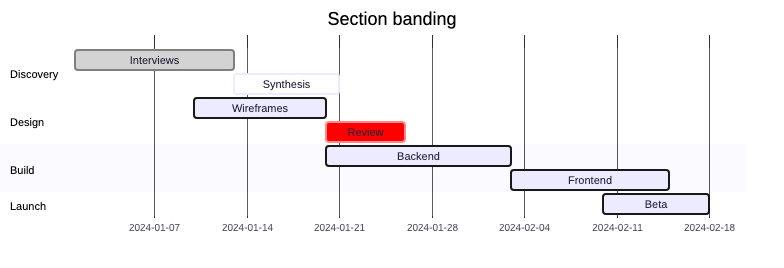 Section banding
Interviews
Discovery
Synthesis
Wireframes
Design
Review
Backend
Build
Frontend
Beta
Launch
2024-01-07 2024-01-14 2024-01-21 2024-01-28 2024-02-04 2024-02-11 2024-02-18